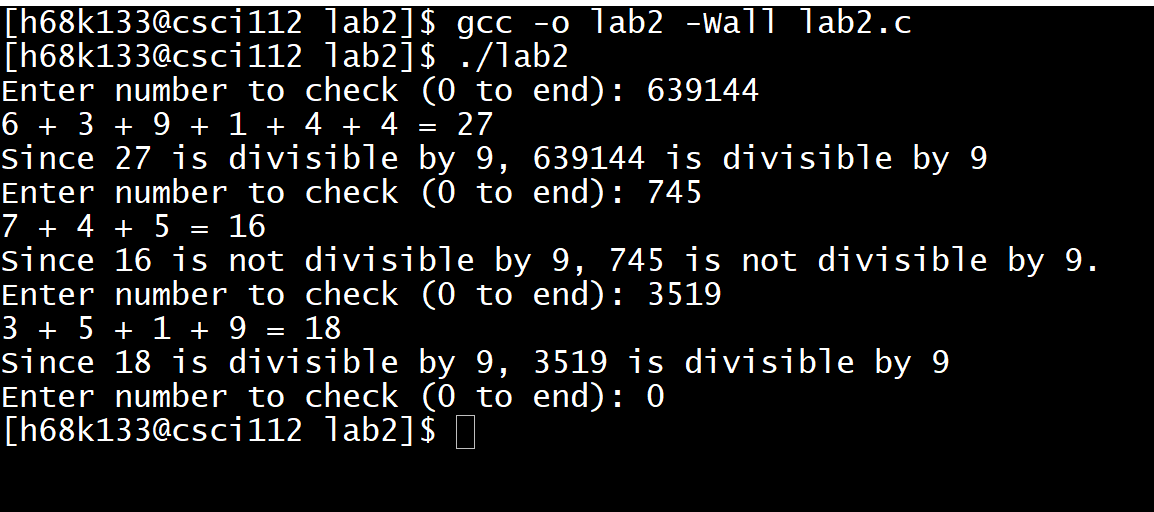 [h68k133@csci112 lab2]$ gcc -o lab2 -Wall lab2.c
[h68k133@csci112 lab2]$ ./lab2
Enter number to check (0 to end): 639144
6 + 3 + 9 + 1 + 4 + 4 = 27
Since 27 is divisible by 9, 639144 is divisible by 9
Enter number to check (0 to end): 745
7 + 4 + 5 = 16
Since 16 is not divisible by 9, 745 is not divisible by 9.
Enter number to check (0 to end): 3519
3 + 5 + 1 + 9 = 18
Since 18 is divisible by 9, 3519 is divisible by 9
Enter number to check (0 to end): 0
[h68k133@csci112 lab2]$